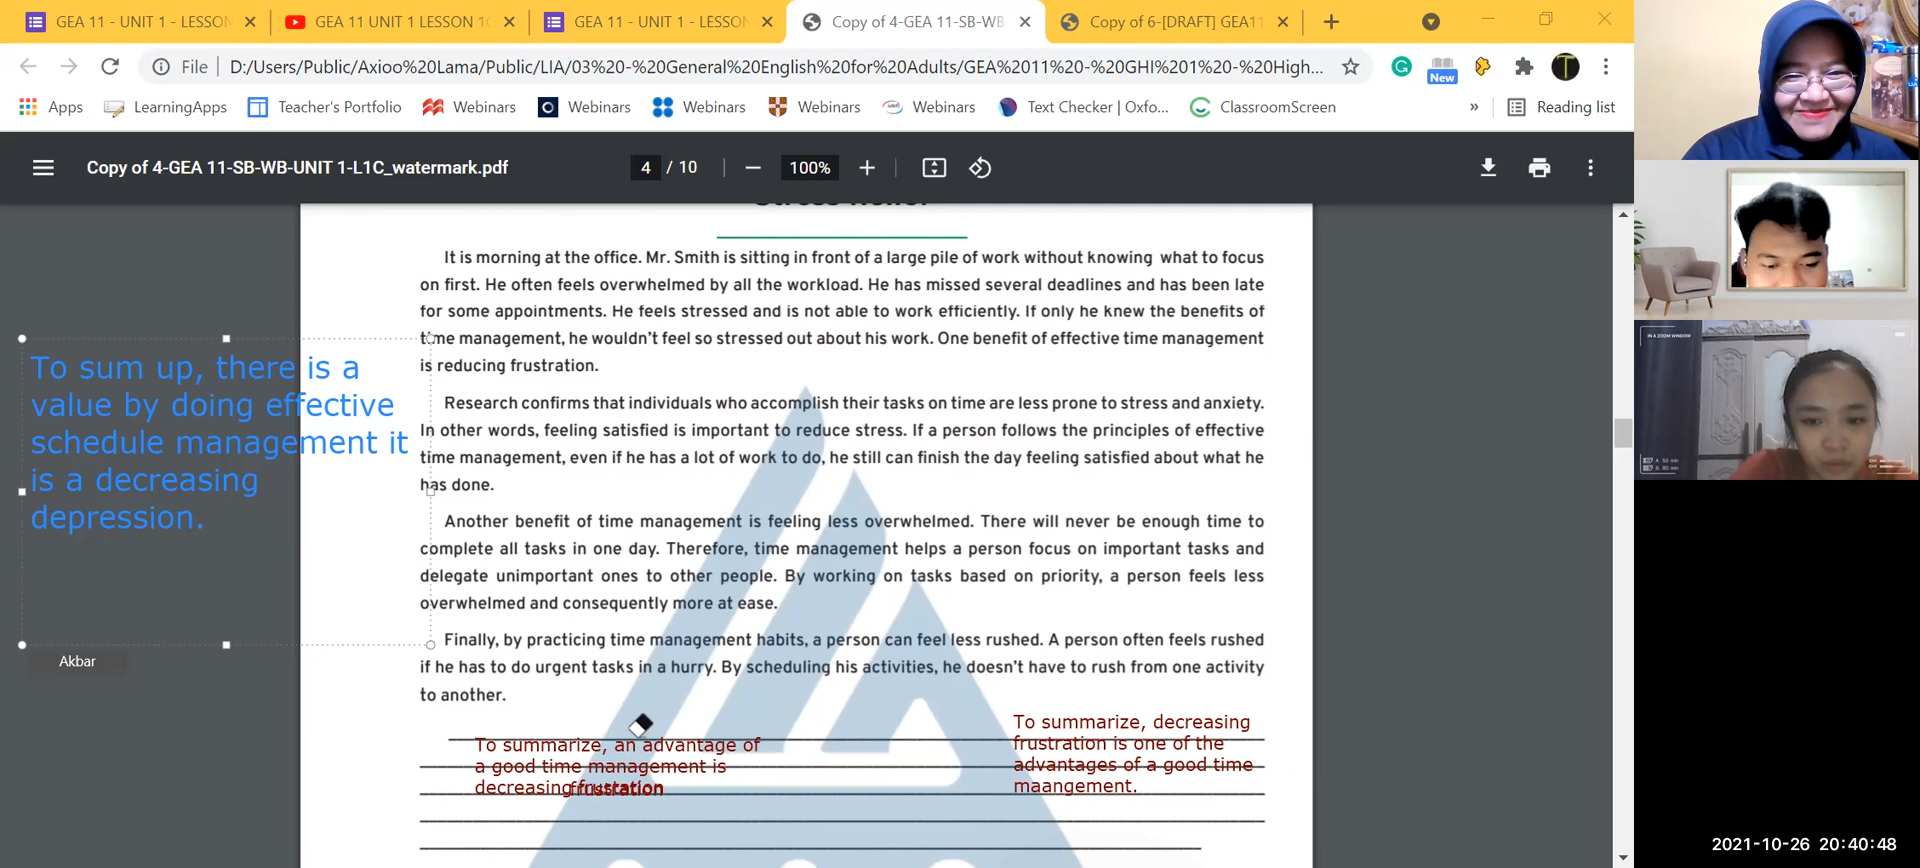 GEA 11 - UNIT 1 - LESSON
GEA 11 UNIT 1 LESSON 1C
GEA 11 - UNIT 1 - LESSON
Copy of 4-GEA 11-SB-WB-
Copy of 6-[DRAFT] GEA11
File
D:/Users/Public/Axioo%20Lama/Public/LIA/03%20-%20General%20English%20for%20Adults/GEA%2011%20-%20GHI%201%20-%20High...
New
Apps
LearningApps
Teacher's Portfolio
Webinars
Webinars
Webinars
Webinars
Webinars
Text Checker | Oxfo...
ClassroomScreen
»
Reading list
Copy of 4-GEA 11-SB-WB-UNIT 1-L1C_watermark.pdf
4 / 10
100%
Stress Relief
It is morning at the office. Mr. Smith is sitting in front of a large pile of work without knowing what to focus
on first. He often feels overwhelmed by all the workload. He has missed several deadlines and has been late
for some appointments. He feels stressed and is not able to work efficiently. If only he knew the benefits of
time management, he wouldn't feel so stressed out about his work. One benefit of effective time management
is reducing frustration.
Research confirms that individuals who accomplish their tasks on time are less prone to stress and anxiety.
In other words, feeling satisfied is important to reduce stress. If a person follows the principles of effective
time management, even if he has a lot of work to do, he still can finish the day feeling satisfied about what he
has done.
Another benefit of time management is feeling less overwhelmed. There will never be enough time to
complete all tasks in one day. Therefore, time management helps a person focus on important tasks and
delegate unimportant ones to other people. By working on tasks based on priority, a person feels less
overwhelmed and consequently more at ease.
Finally, by practicing time management habits, a person can feel less rushed. A person often feels rushed
if he has to do urgent tasks in a hurry. By scheduling his activities, he doesn't have to rush from one activity
to another.
To sum up, there is a
value by doing effective
schedule management it
is a decreasing
depression.
Akbar
To summarize, an advantage of
a good time management is
decreasing frustration
To summarize, decreasing
frustration is one of the
advantages of a good time
maangement.
IN A ZOOM WINDOW
2021-10-26 20:40:48